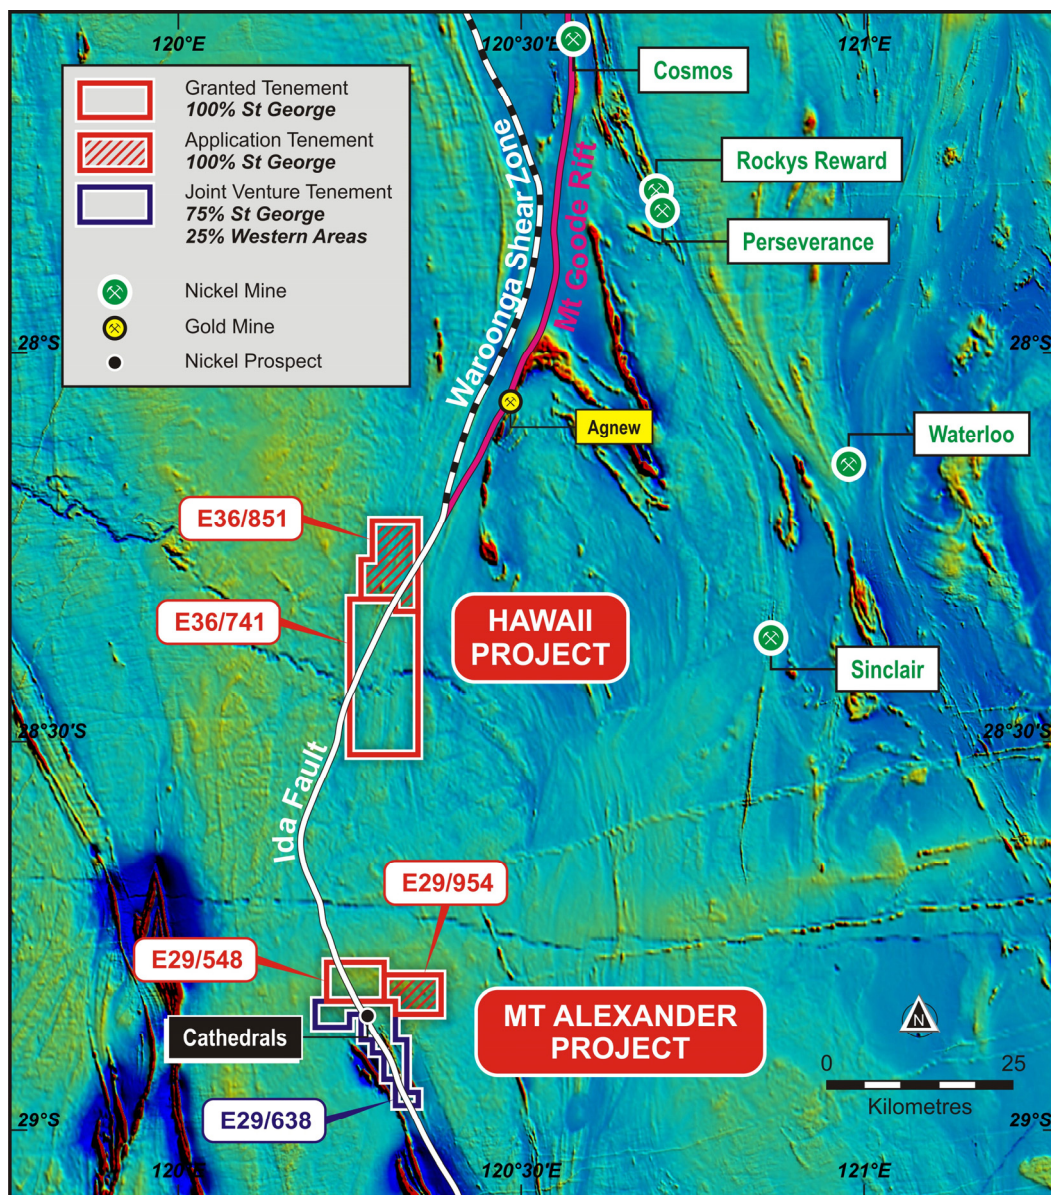 120°E
120°30'E
121°E
Cosmos
Granted Tenement
100% St George
Application Tenement
100% St George
Joint Venture Tenement
75% St George
25% Western Areas
Nickel Mine
Gold Mine
Nickel Prospect
Waroonga Shear Zone
Mt Goode Rift
Rockys Reward
Perseverance
28°S
28°S
Agnew
Waterloo
E36/851
E36/741
HAWAII
PROJECT
Sinclair
28°30'S
28°30'S
Ida Fault
E29/954
E29/548
MT ALEXANDER
PROJECT
Cathedrals
N
0
25
Kilometres
E29/638
29°S
29°S
120°E
120°30'E
121°E